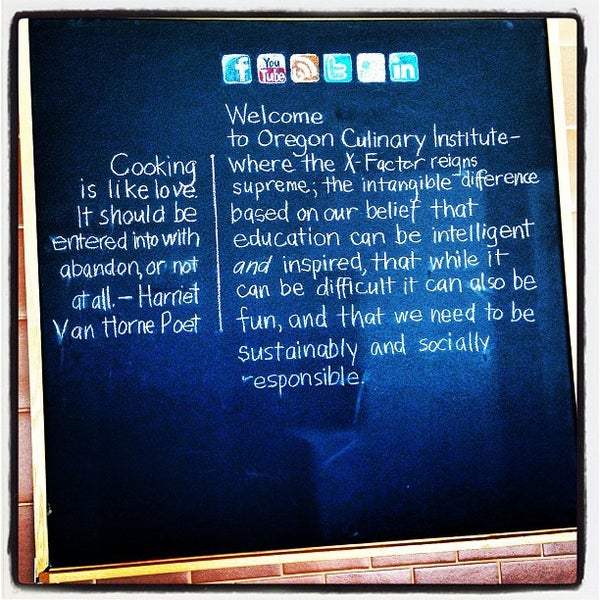 f You Tube t in
Cooking
is like love.
It should be
entered into with
abandon, or not
at all. – Harriet
Van Horne Poet
Welcome
to Oregon Culinary Institute–
where the X-Factor reigns
supreme; the intangible difference
based on our belief that
education can be intelligent
and inspired, that while it
can be difficult it can also be
fun, and that we need to be
sustainably and socially
responsible.